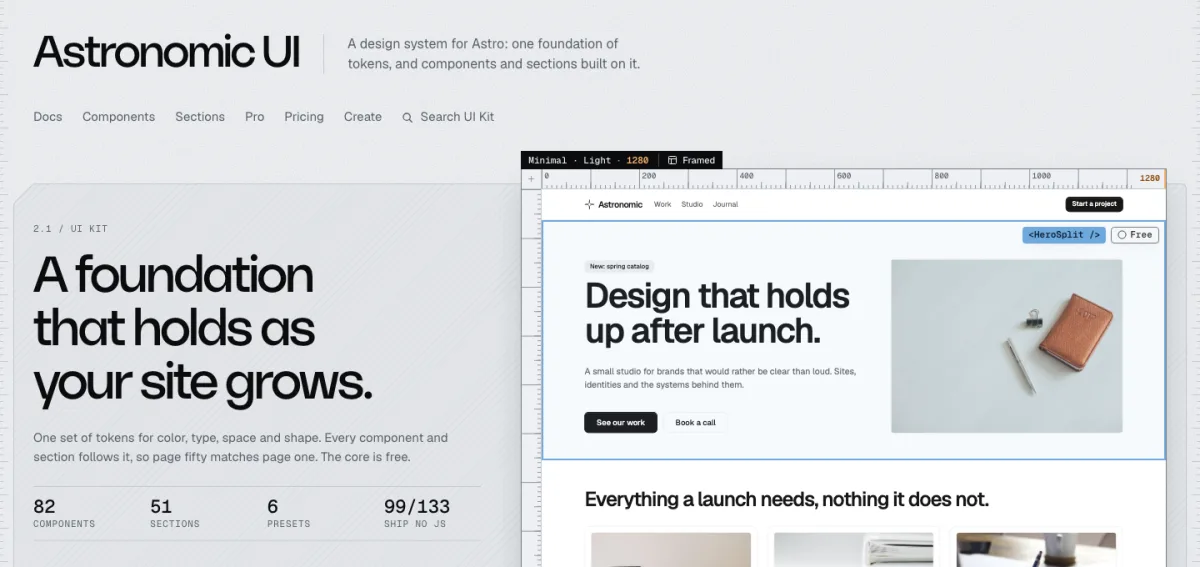 Astronomic UI
A design system for Astro: one foundation of
tokens, and components and sections built on it.
Docs Components Sections Pro Pricing Create Search UI Kit
Minimal · Light · 1280 Framed
0 200 400 600 800 1000 1280
Astronomic Work Studio Journal Start a project
<HeroSplit /> Free
2.1 / UI KIT
A foundation
that holds as
your site grows.
One set of tokens for color, type, space and shape. Every component and
section follows it, so page fifty matches page one. The core is free.
82 51 6 99/133
COMPONENTS SECTIONS PRESETS SHIP NO JS
New: spring catalog
Design that holds
up after launch.
A small studio for brands that would rather be clear than loud. Sites,
identities and the systems behind them.
See our work Book a call
Everything a launch needs, nothing it does not.